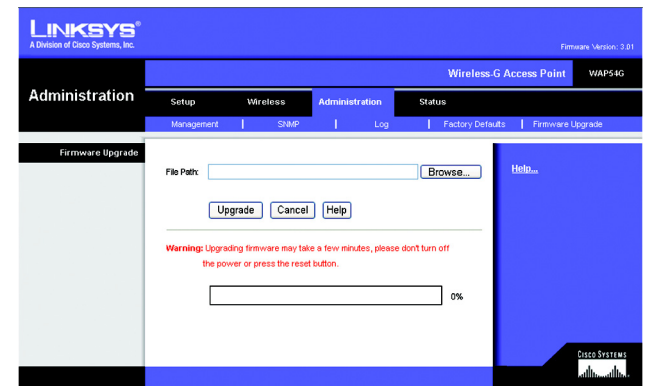 LINKSYS®
A Division of Cisco Systems, Inc.
Firmware Version: 3.01
Wireless-G Access Point WAP54G
Administration
Setup Wireless Administration Status
Management | SNMP | Log | Factory Defaults | Firmware Upgrade
Firmware Upgrade
File Path: Browse...
Help...
Upgrade Cancel Help
Warning: Upgrading firmware may take a few minutes, please don't turn off
the power or press the reset button.
0%
CISCO SYSTEMS